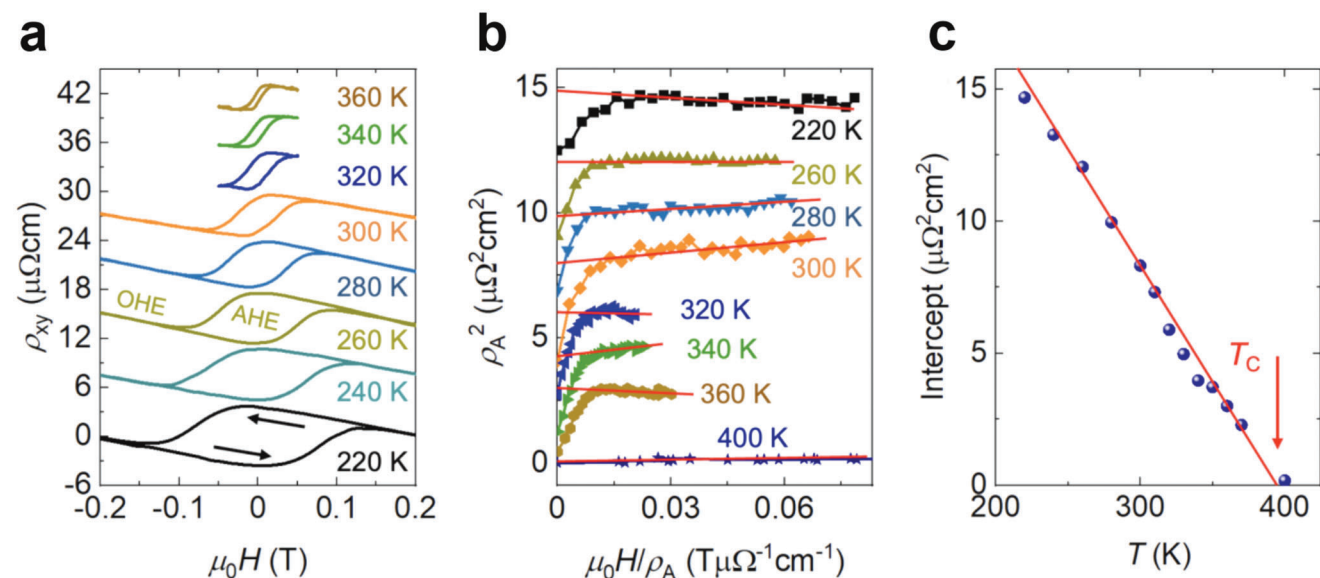 a
ρxy (μΩcm)
42
36
30
24
18
12
6
0
-6
360 K
340 K
320 K
300 K
280 K
OHE
AHE
260 K
240 K
220 K
-0.2 -0.1 0 0.1 0.2
μ0H (T)
b
ρA² (μΩ²cm²)
15
10
5
0
220 K
260 K
280 K
300 K
320 K
340 K
360 K
400 K
0 0.03 0.06
μ0H/ρA (TμΩ⁻¹cm⁻¹)
c
Intercept (μΩ²cm²)
15
10
5
0
TC
200 300 400
T (K)